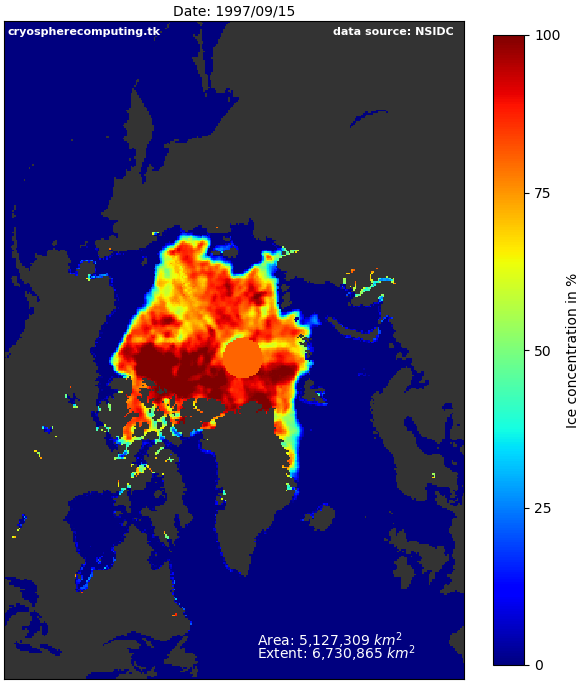 Date: 1997/09/15
cryospherecomputing.tk
data source: NSIDC
100
75
50
25
0
Ice concentration in %
Area: 5,127,309 km²
Extent: 6,730,865 km²